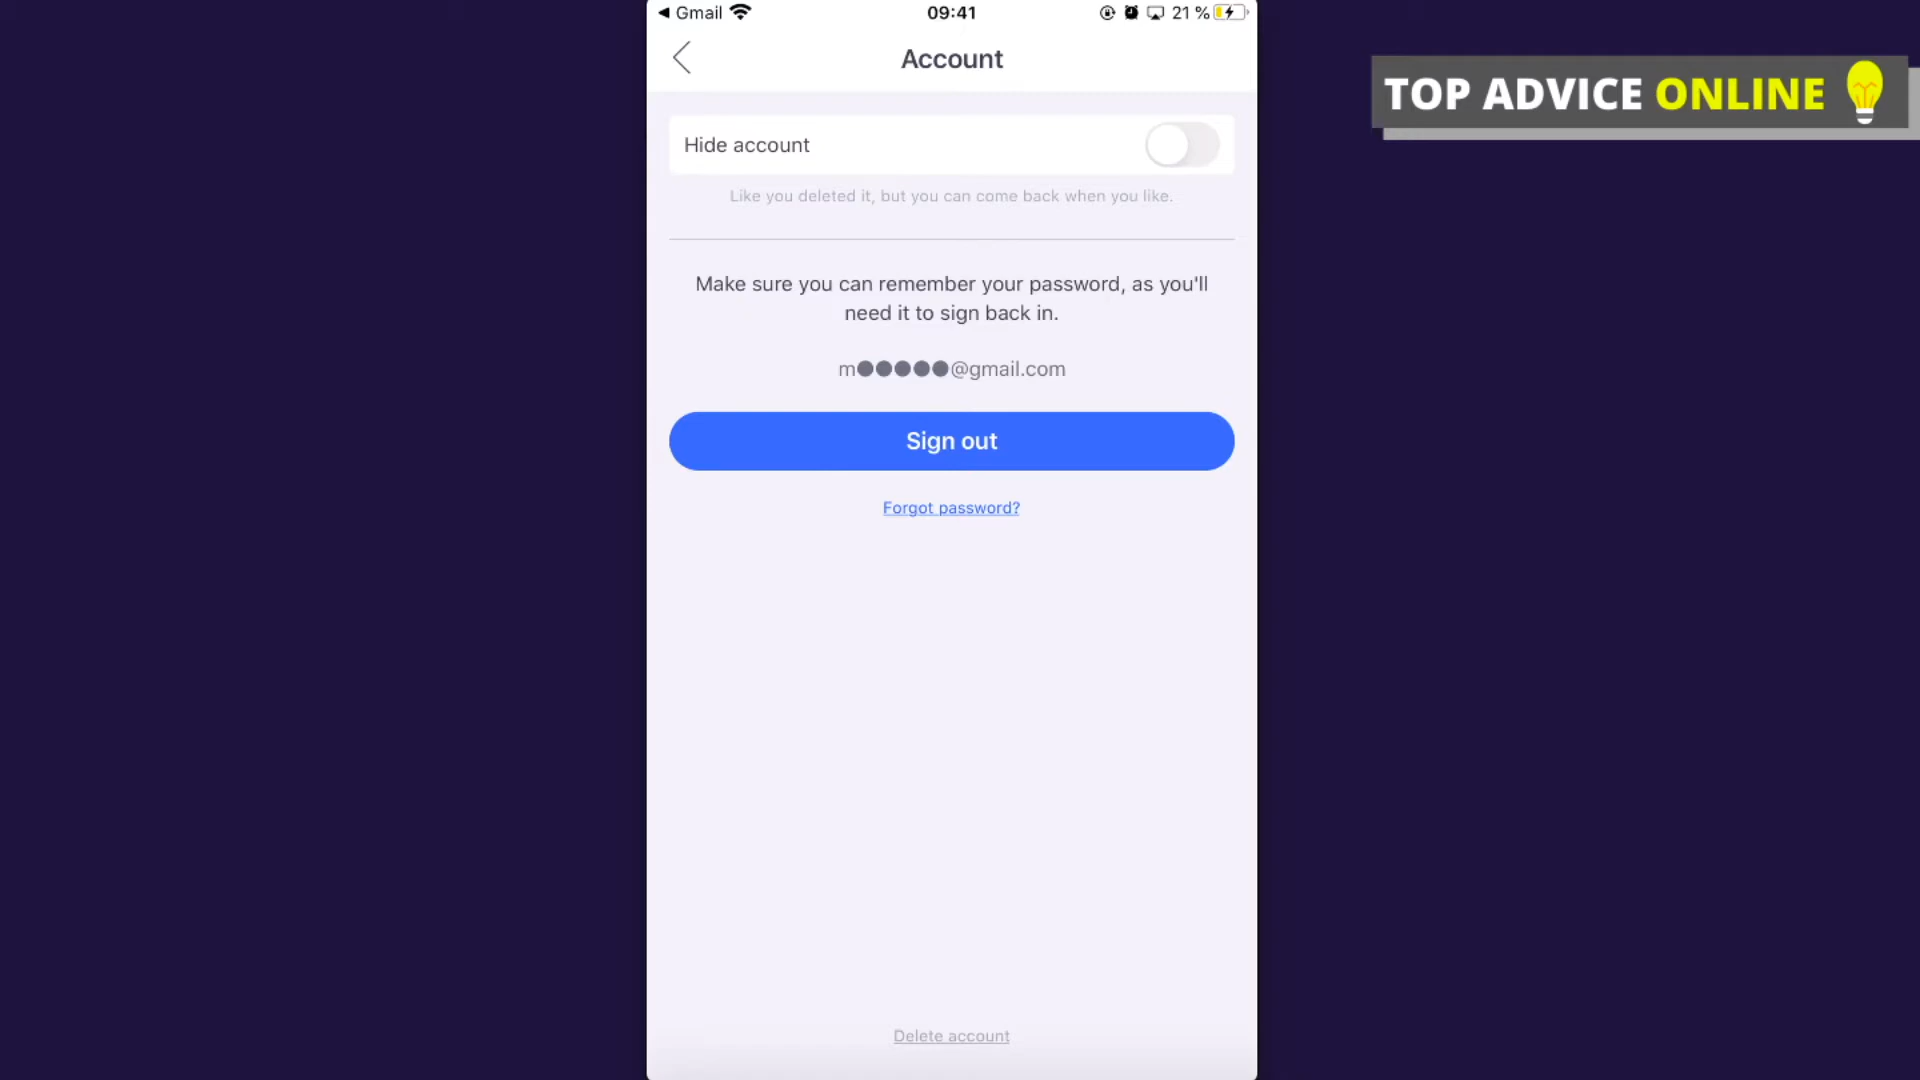 Gmail 09:41 21 %
Account
TOP ADVICE ONLINE
Hide account
Like you deleted it, but you can come back when you like.
Make sure you can remember your password, as you'll
need it to sign back in.
m●●●●●@gmail.com
Sign out
Forgot password?
Delete account